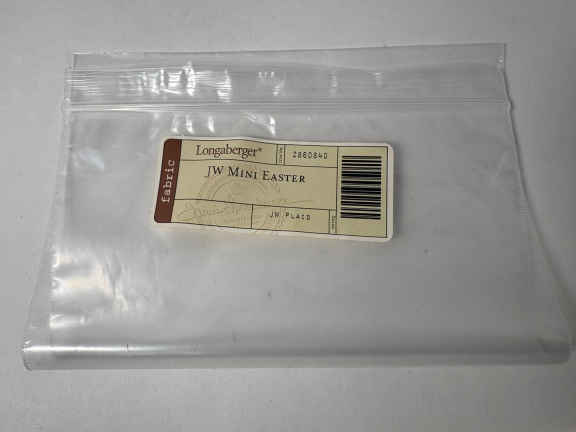 fabric
Longaberger®
2860840
JW MINI EASTER
JW PLAID